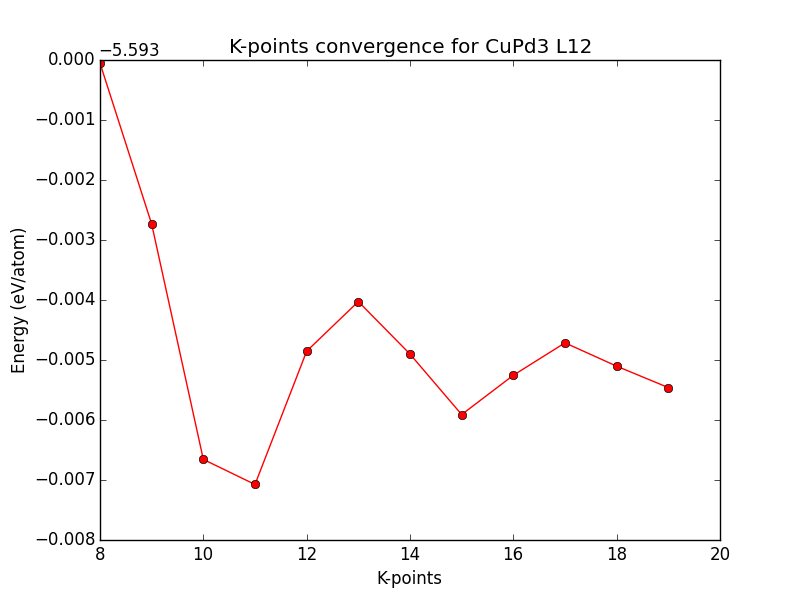 K-points convergence for CuPd3 L12
−5.593
0.000
−0.001
−0.002
−0.003
−0.004
−0.005
−0.006
−0.007
−0.008
Energy (eV/atom)
8 10 12 14 16 18 20
K-points